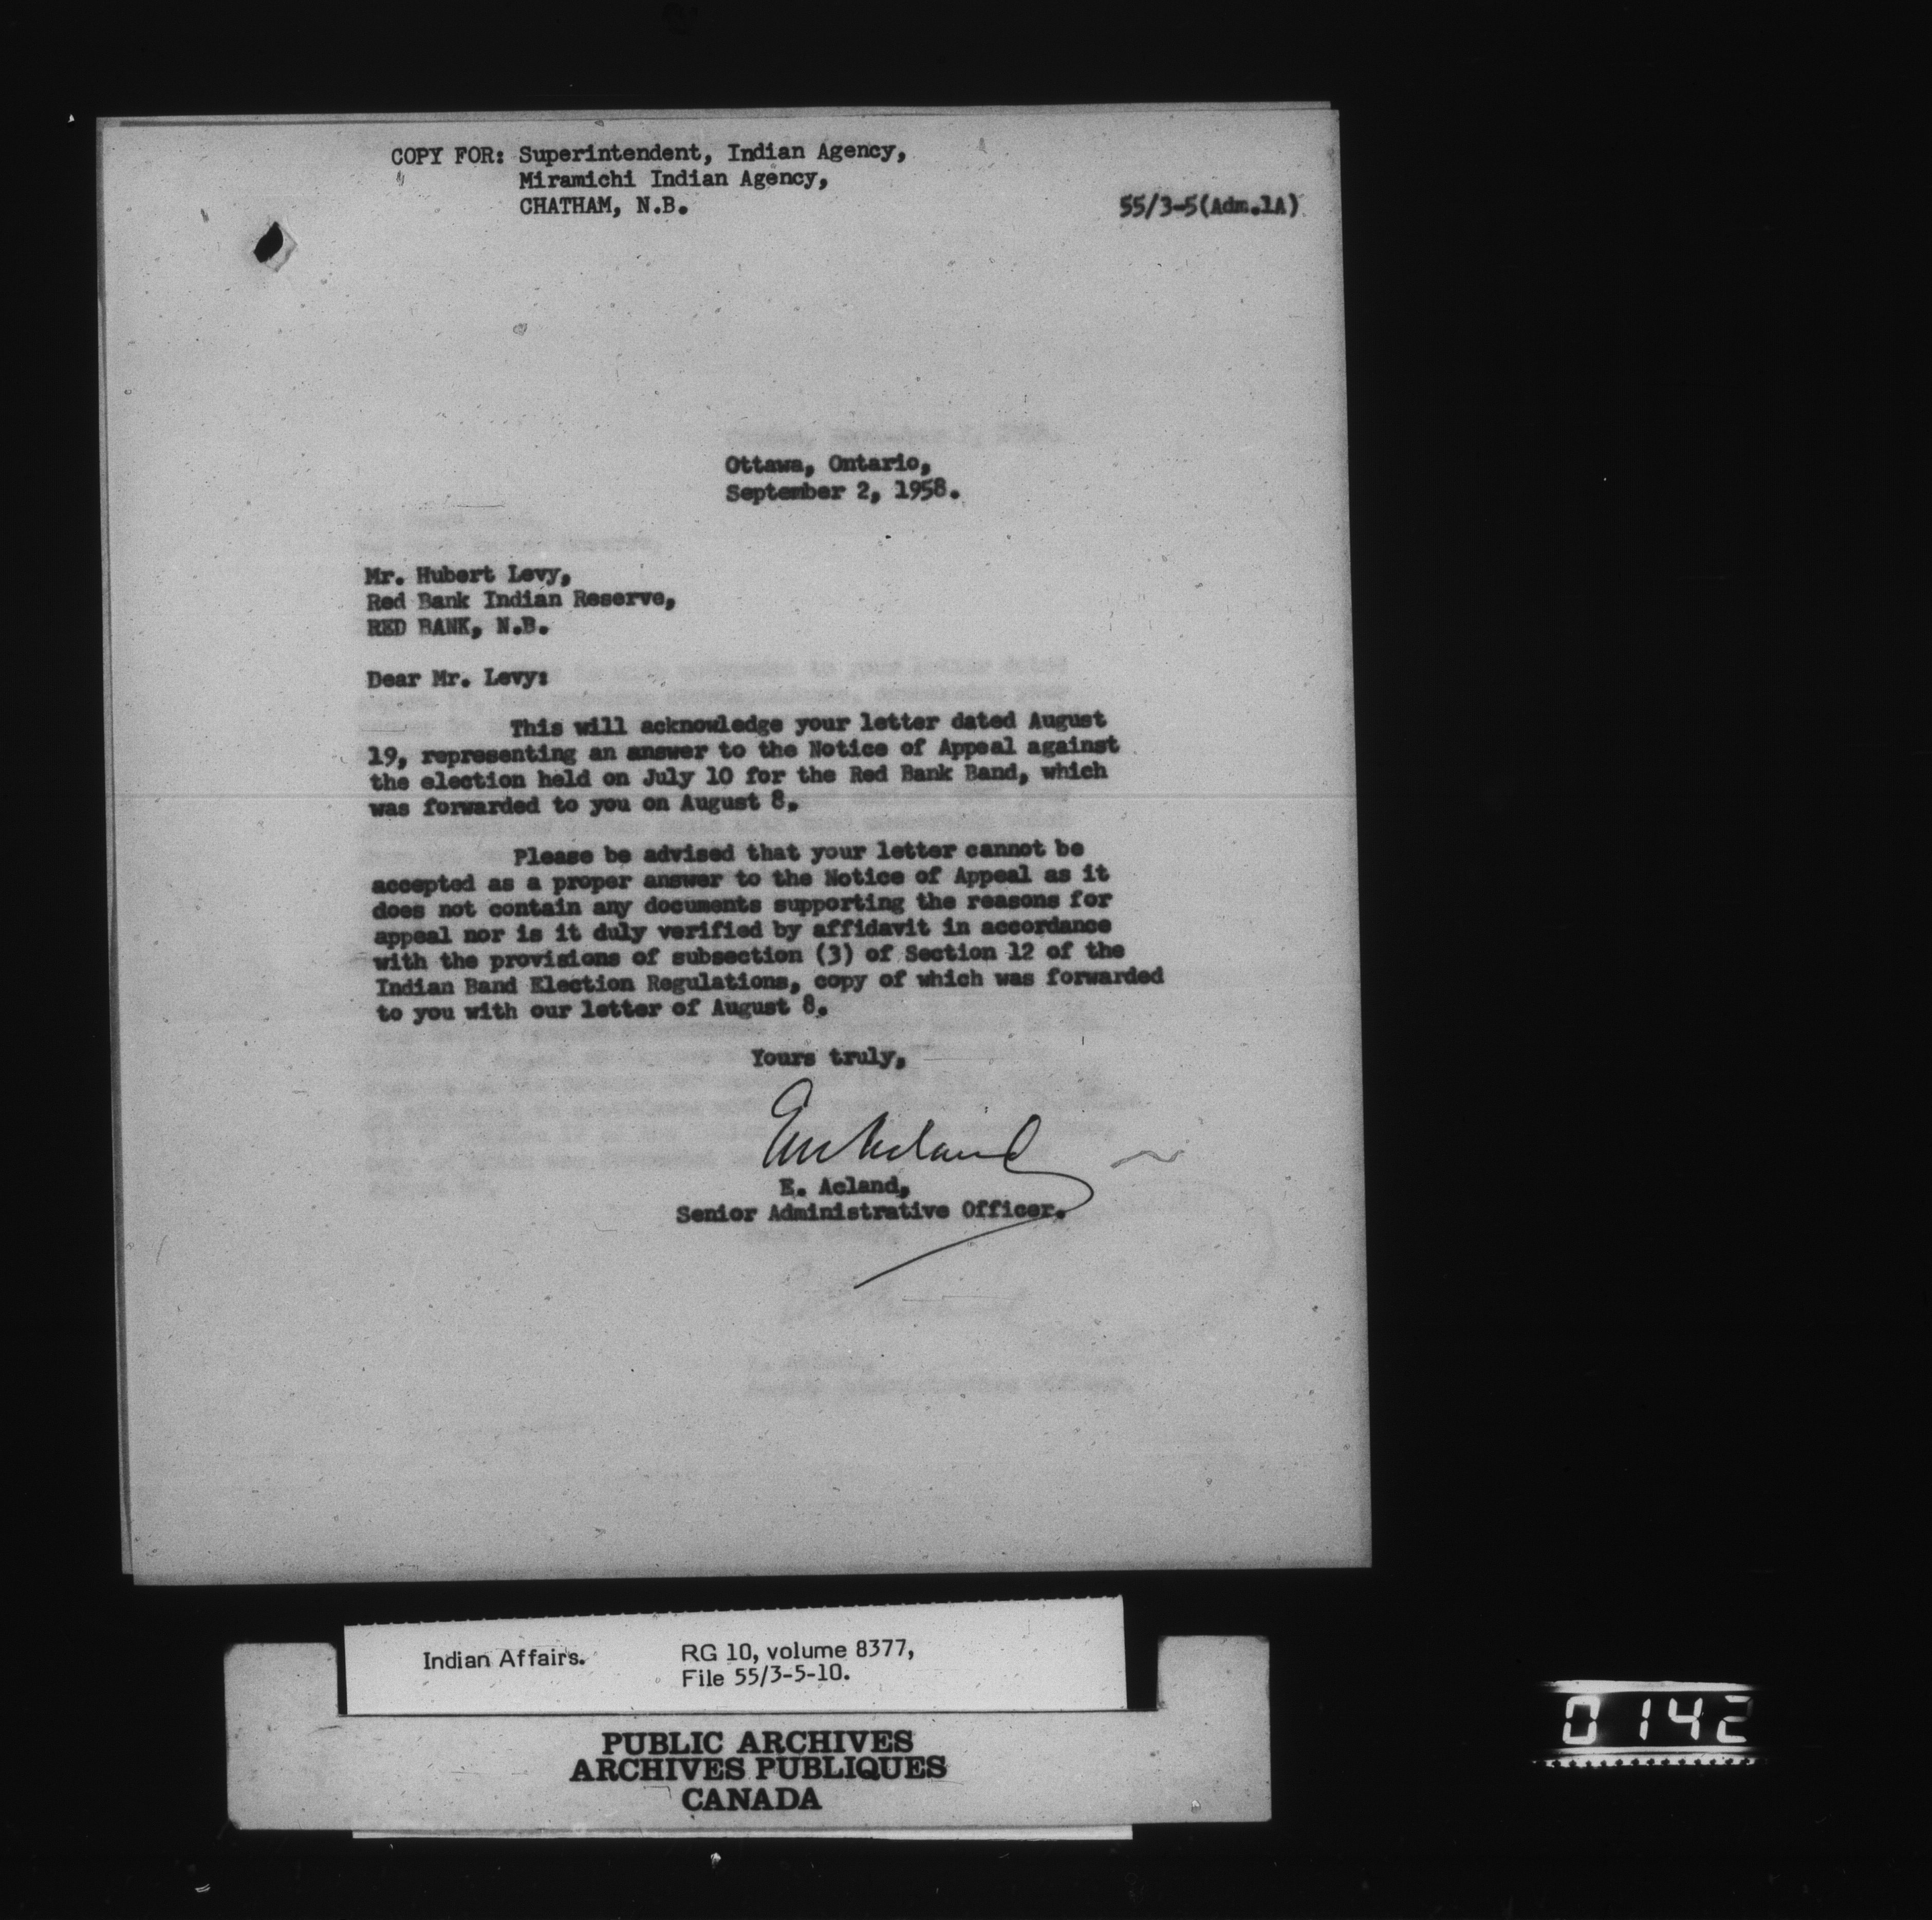 COPY FOR: Superintendent, Indian Agency,
Miramichi Indian Agency,
CHATHAM, N.B.
55/3-5(Adm.1A)
Ottawa, Ontario,
September 2, 1958.
Mr. Hubert Levy,
Red Bank Indian Reserve,
RED BANK, N.B.
Dear Mr. Levy:
This will acknowledge your letter dated August
19, representing an answer to the Notice of Appeal against
the election held on July 10 for the Red Bank Band, which
was forwarded to you on August 8.
Please be advised that your letter cannot be
accepted as a proper answer to the Notice of Appeal as it
does not contain any documents supporting the reasons for
appeal nor is it duly verified by affidavit in accordance
with the provisions of subsection (3) of Section 12 of the
Indian Band Election Regulations, copy of which was forwarded
to you with our letter of August 8.
Yours truly,
E. Acland,
Senior Administrative Officer.
Indian Affairs. RG 10, volume 8377,
File 55/3-5-10.
PUBLIC ARCHIVES
ARCHIVES PUBLIQUES
CANADA
0142